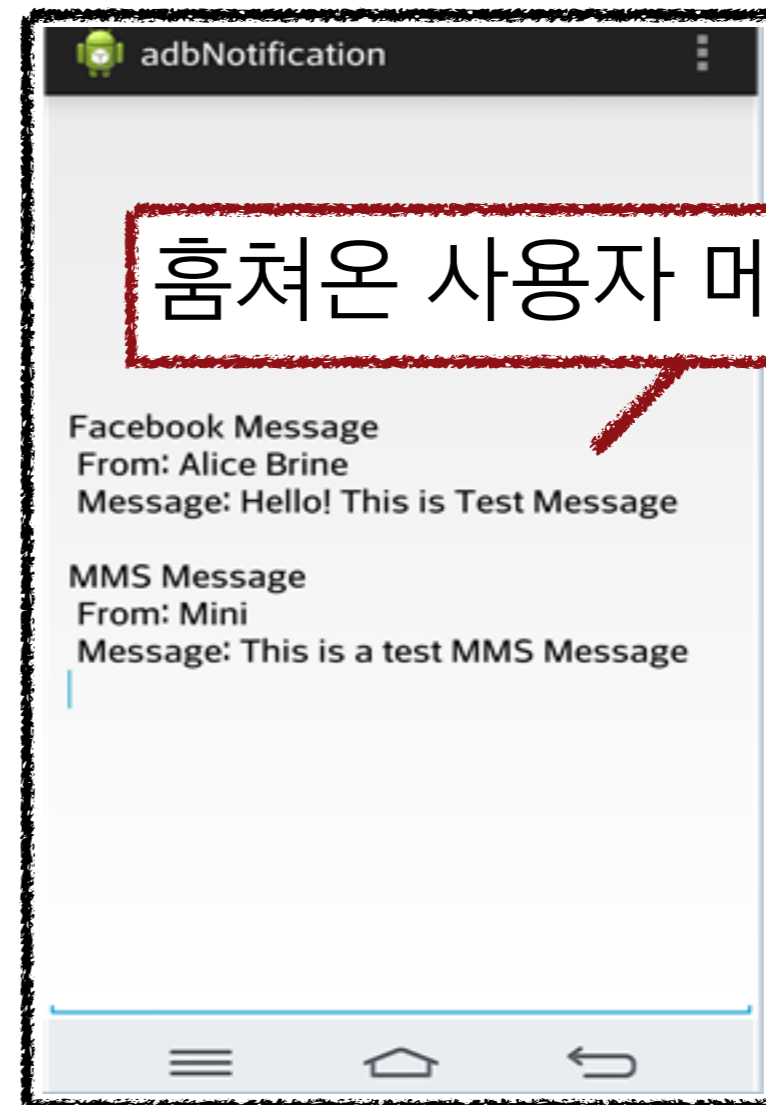 adbNotification
훔쳐온 사용자 메
Facebook Message
From: Alice Brine
Message: Hello! This is Test Message
MMS Message
From: Mini
Message: This is a test MMS Message